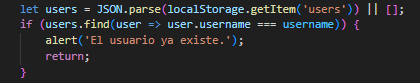 let users = JSON.parse(localStorage.getItem('users')) || [];
if (users.find(user => user.username === username)) {
    alert('El usuario ya existe.');
    return;
}